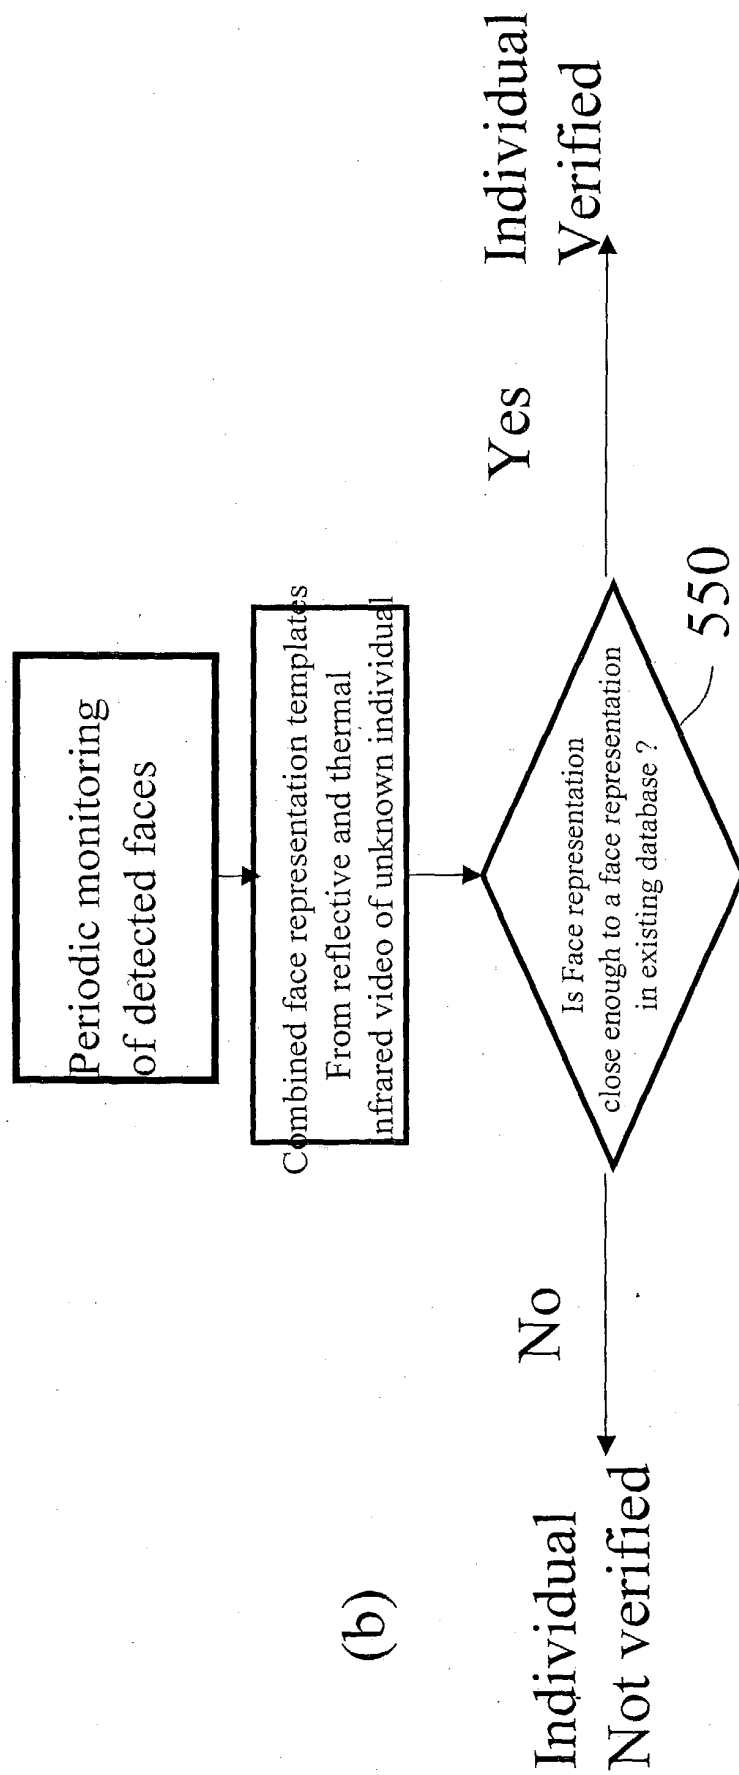 Periodic monitoring
of detected faces
Combined face representation templates
From reflective and thermal
infrared video of unknown individual
Is Face representation
close enough to a face representation
in existing database ?
550
Yes
Individual
Verified
No
Individual
Not verified
(b)